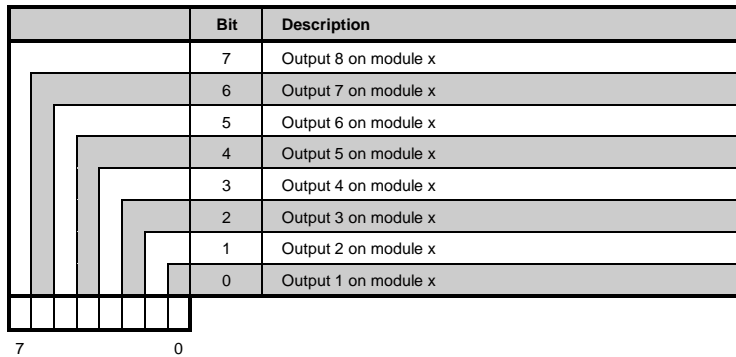 Bit Description
7 Output 8 on module x
6 Output 7 on module x
5 Output 6 on module x
4 Output 5 on module x
3 Output 4 on module x
2 Output 3 on module x
1 Output 2 on module x
0 Output 1 on module x
7 0